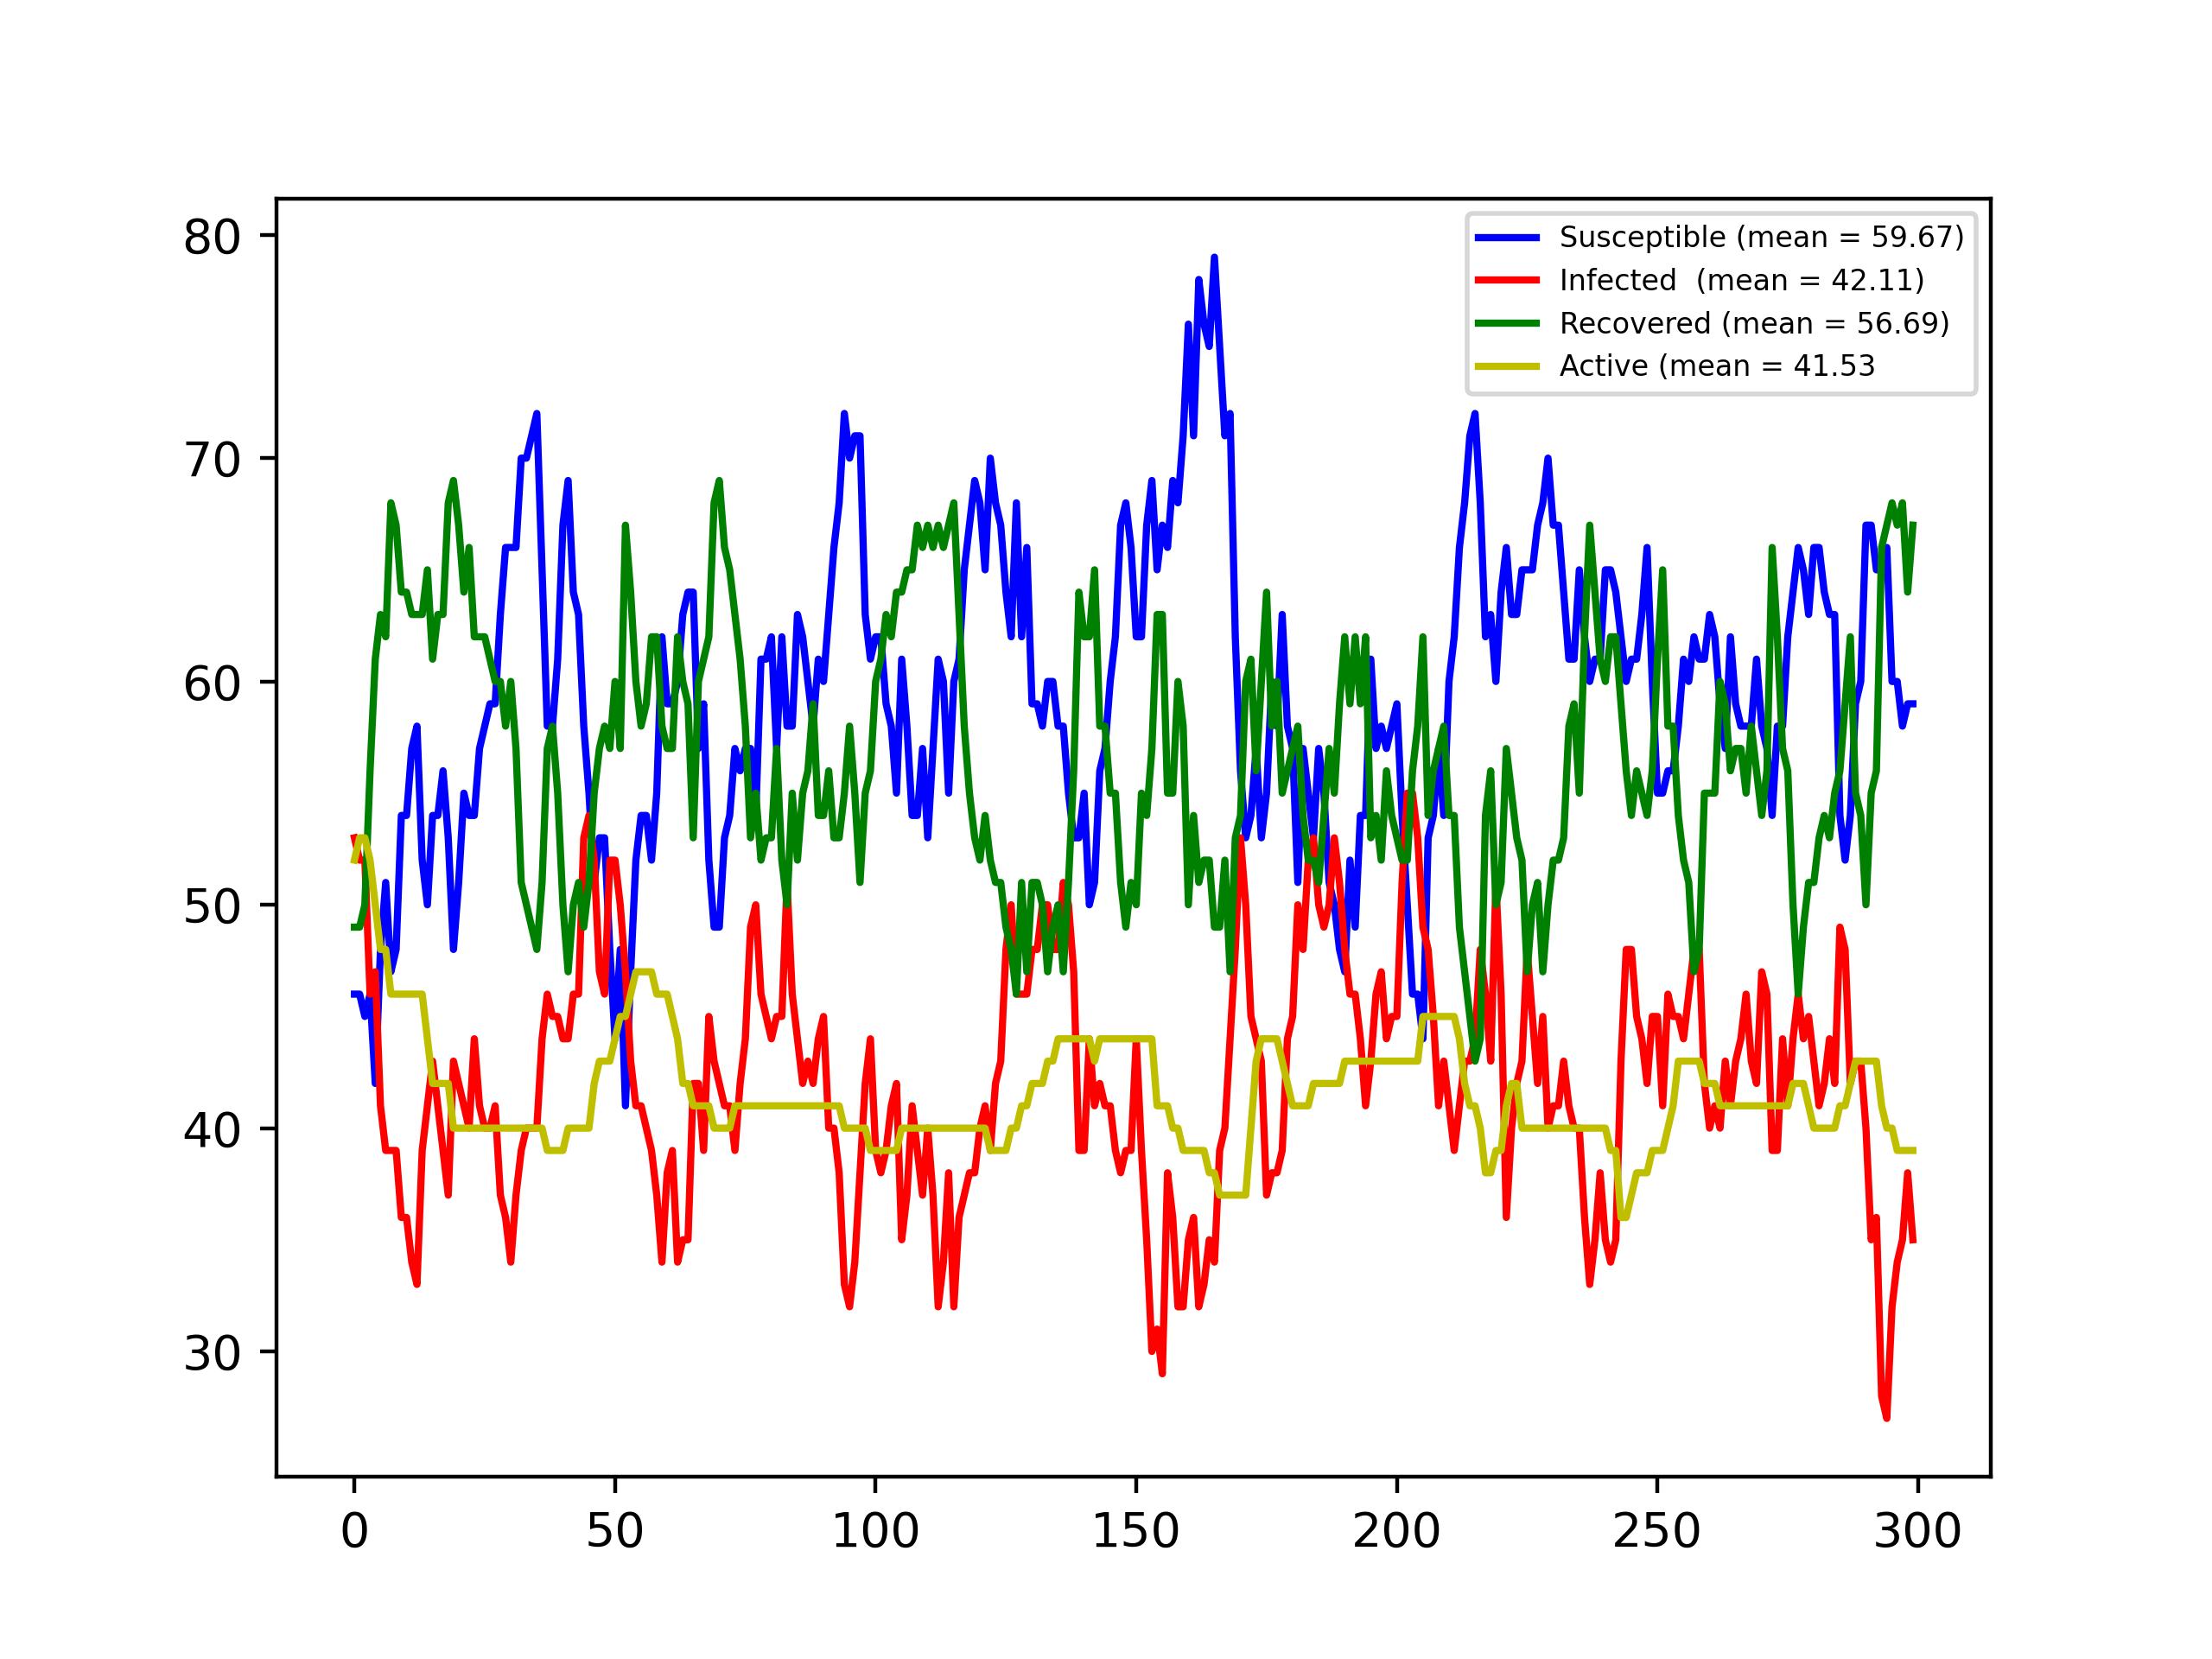 80
70
60
50
40
30
0 50 100 150 200 250 300
Susceptible (mean = 59.67)
Infected  (mean = 42.11)
Recovered (mean = 56.69)
Active (mean = 41.53